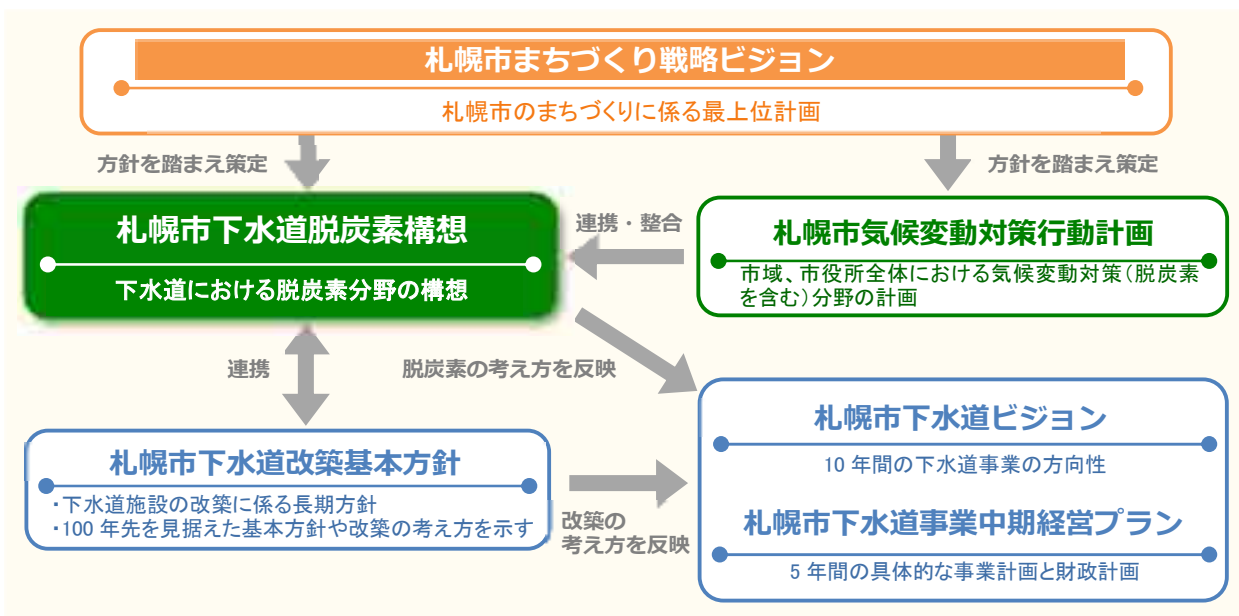 札幌市まちづくり戦略ビジョン
札幌市のまちづくりに係る最上位計画
方針を踏まえ策定
方針を踏まえ策定
札幌市下水道脱炭素構想
下水道における脱炭素分野の構想
連携・整合
札幌市気候変動対策行動計画
市域、市役所全体における気候変動対策(脱炭素
を含む)分野の計画
連携
脱炭素の考え方を反映
札幌市下水道改築基本方針
・下水道施設の改築に係る長期方針
・100 年先を見据えた基本方針や改築の考え方を示す
改築の
考え方を反映
札幌市下水道ビジョン
10 年間の下水道事業の方向性
札幌市下水道事業中期経営プラン
5 年間の具体的な事業計画と財政計画